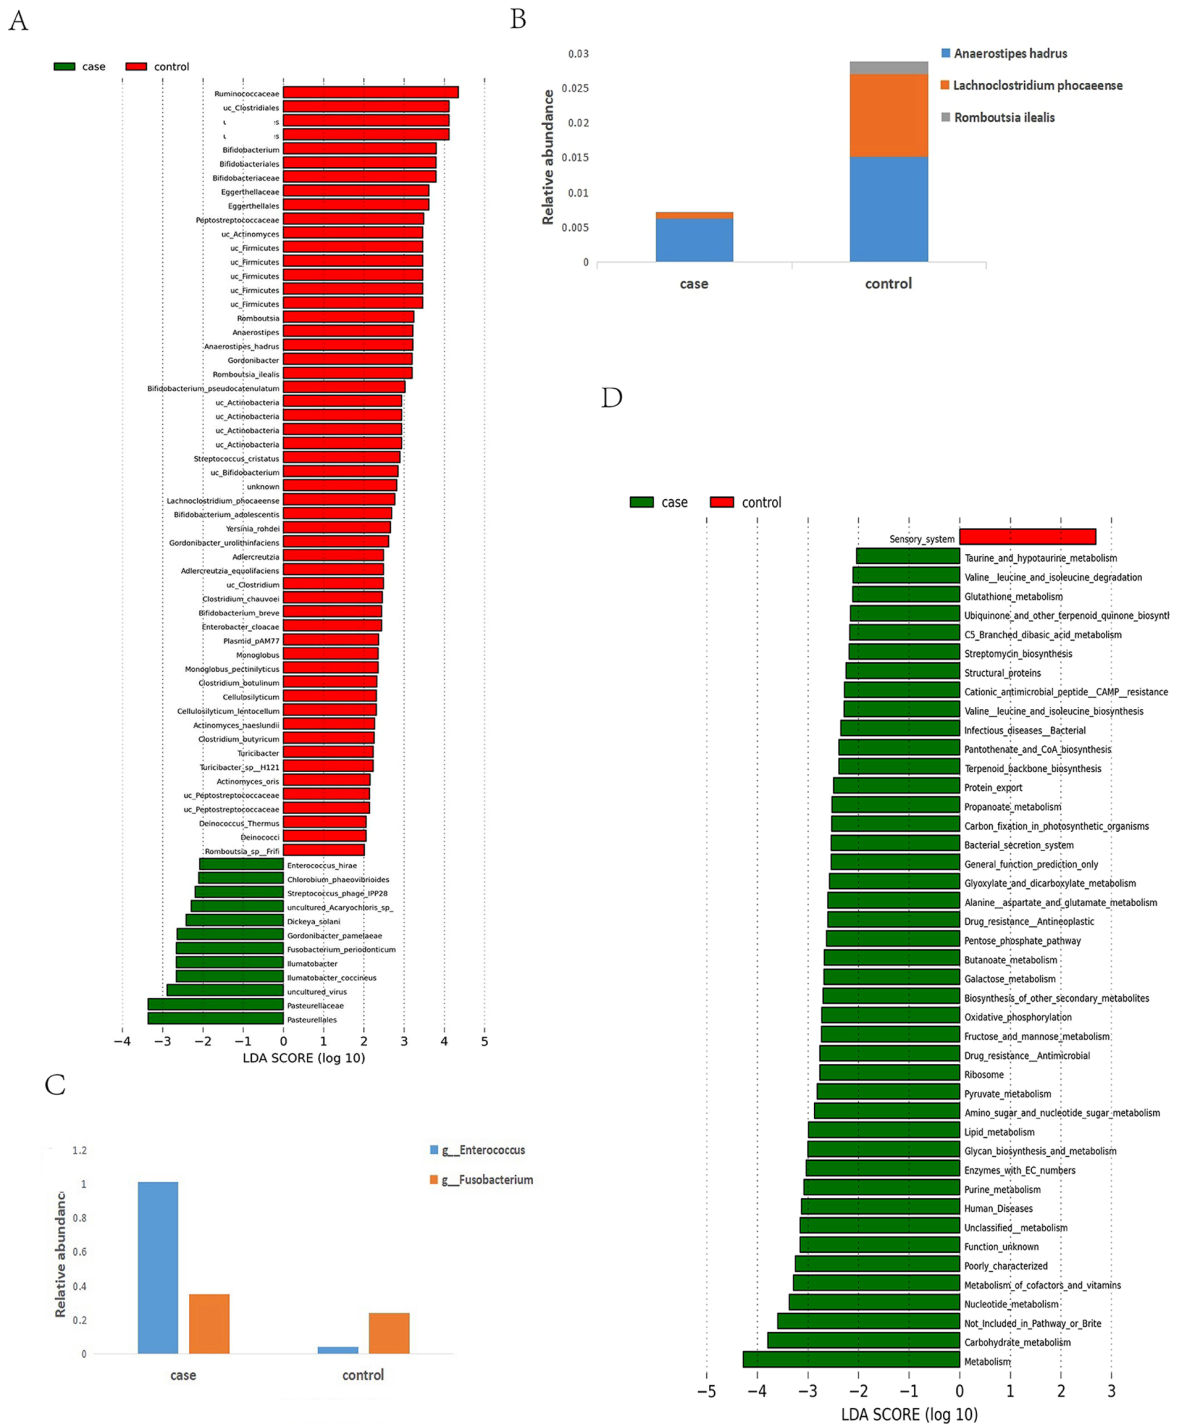 A
case
control
Ruminococcaceae
uc_Clostridiales
Bifidobacterium
Bifidobacteriales
Bifidobacteriaceae
Eggerthellaceae
Eggerthellales
Peptostreptococcaceae
uc_Actinomyces
uc_Firmicutes
uc_Firmicutes
uc_Firmicutes
uc_Firmicutes
uc_Firmicutes
Romboutsia
Anaerostipes
Anaerostipes_hadrus
Gordonibacter
Romboutsia_ilealis
Bifidobacterium_pseudocatenulatum
uc_Actinobacteria
uc_Actinobacteria
uc_Actinobacteria
uc_Actinobacteria
Streptococcus_cristatus
uc_Bifidobacterium
unknown
Lachnoclostridium_phocaeense
Bifidobacterium_adolescentis
Yersinia_rohdei
Gordonibacter_urolithinfaciens
Adlercreutzia
Adlercreutzia_equolifaciens
uc_Clostridium
Clostridium_chauvoei
Bifidobacterium_breve
Enterobacter_cloacae
Plasmid_pAM77
Monoglobus
Monoglobus_pectinilyticus
Clostridium_botulinum
Cellulosilyticum
Cellulosilyticum_lentocellum
Actinomyces_naeslundii
Clostridium_butyricum
Turicibacter
Turicibacter_sp__H121
Actinomyces_oris
uc_Peptostreptococcaceae
uc_Peptostreptococcaceae
Deinococcus_Thermus
Deinococci
Romboutsia_sp__Frifi
Enterococcus_hirae
Chlorobium_phaeovibrioides
Streptococcus_phage_IPP28
uncultured_Acaryochloris_sp_
Dickeya_solani
Gordonibacter_pamelaeae
Fusobacterium_periodonticum
Ilumatobacter
Ilumatobacter_coccineus
uncultured_virus
Pasteurellaceae
Pasteurellales
−4 −3 −2 −1 0 1 2 3 4 5
LDA SCORE (log 10)
B
0.03
0.025
0.02
0.015
0.01
0.005
0
Relative abundance
case
control
Anaerostipes hadrus
Lachnoclostridium phocaeense
Romboutsia ilealis
C
1.2
1
0.8
0.6
0.4
0.2
0
Relative abundanc
case
control
g__Enterococcus
g__Fusobacterium
D
case
control
Sensory_system
Taurine_and_hypotaurine_metabolism
Valine__leucine_and_isoleucine_degradation
Glutathione_metabolism
Ubiquinone_and_other_terpenoid_quinone_biosynt
C5_Branched_dibasic_acid_metabolism
Streptomycin_biosynthesis
Structural_proteins
Cationic_antimicrobial_peptide__CAMP__resistance
Valine__leucine_and_isoleucine_biosynthesis
Infectious_diseases__Bacterial
Pantothenate_and_CoA_biosynthesis
Terpenoid_backbone_biosynthesis
Protein_export
Propanoate_metabolism
Carbon_fixation_in_photosynthetic_organisms
Bacterial_secretion_system
General_function_prediction_only
Glyoxylate_and_dicarboxylate_metabolism
Alanine__aspartate_and_glutamate_metabolism
Drug_resistance__Antineoplastic
Pentose_phosphate_pathway
Butanoate_metabolism
Galactose_metabolism
Biosynthesis_of_other_secondary_metabolites
Oxidative_phosphorylation
Fructose_and_mannose_metabolism
Drug_resistance__Antimicrobial
Ribosome
Pyruvate_metabolism
Amino_sugar_and_nucleotide_sugar_metabolism
Lipid_metabolism
Glycan_biosynthesis_and_metabolism
Enzymes_with_EC_numbers
Purine_metabolism
Human_Diseases
Unclassified__metabolism
Function_unknown
Poorly_characterized
Metabolism_of_cofactors_and_vitamins
Nucleotide_metabolism
Not_Included_in_Pathway_or_Brite
Carbohydrate_metabolism
Metabolism
−5 −4 −3 −2 −1 0 1 2 3
LDA SCORE (log 10)